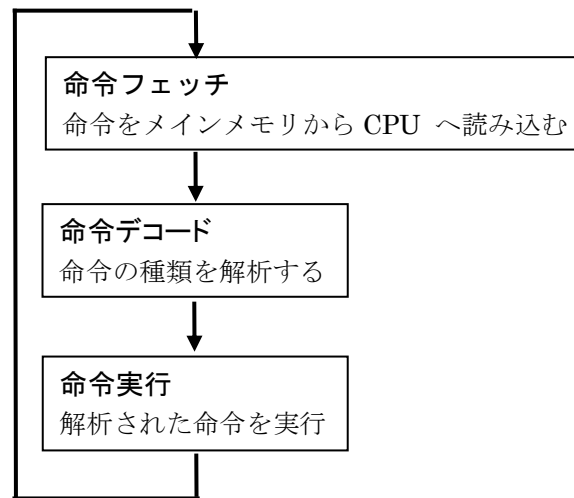 命令フェッチ
命令をメインメモリから CPU へ読み込む
命令デコード
命令の種類を解析する
命令実行
解析された命令を実行